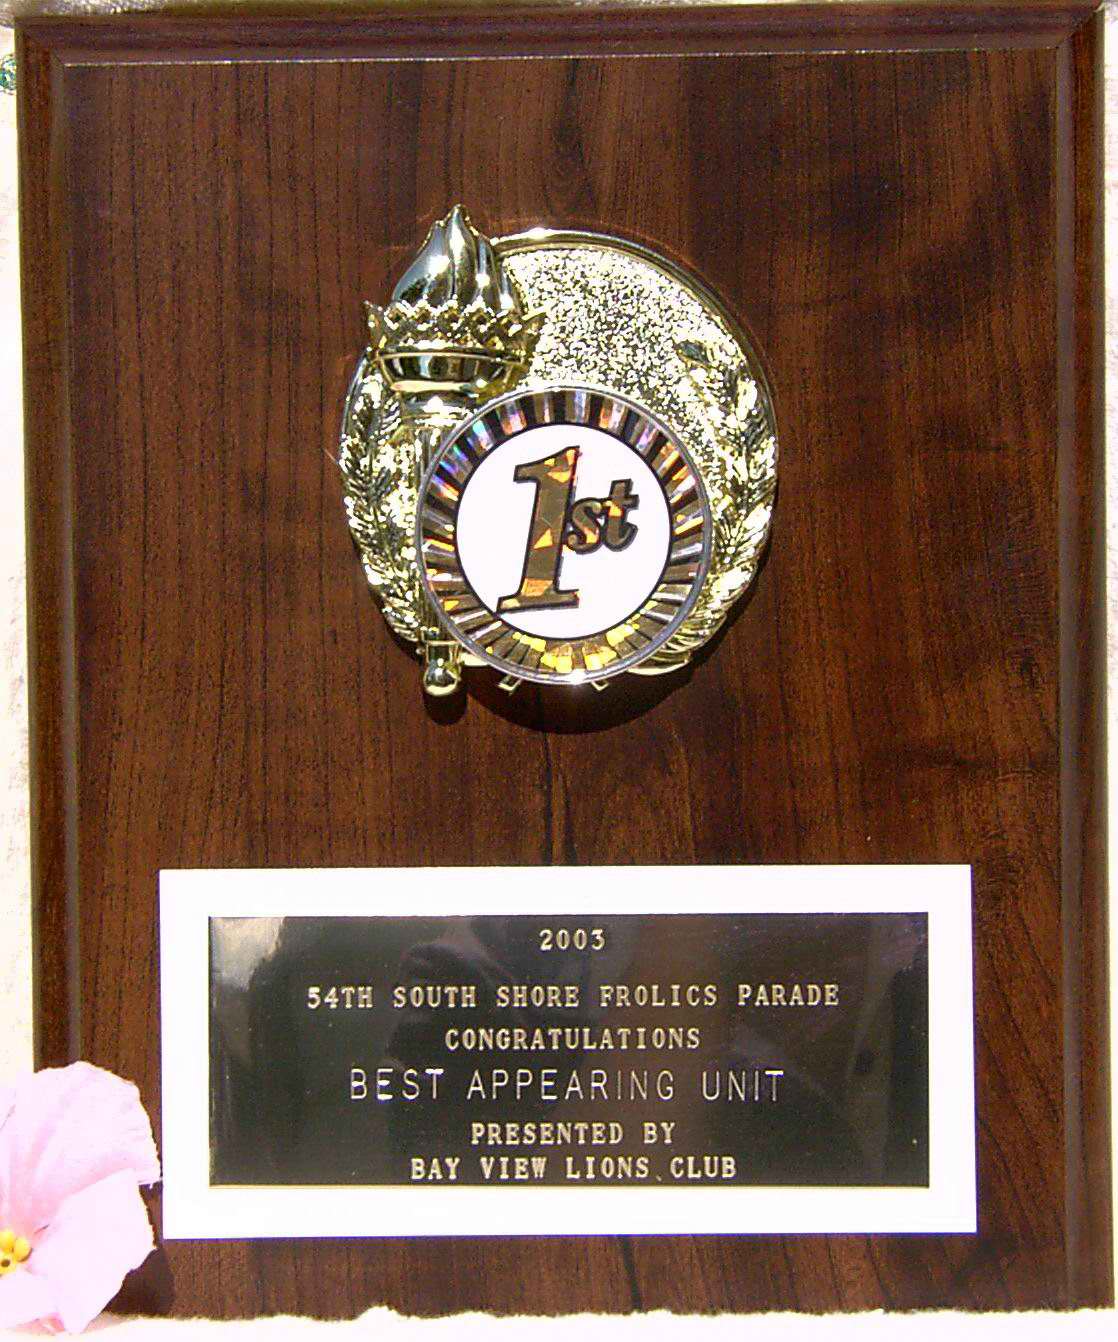 1st
2003
54TH SOUTH SHORE FROLICS PARADE
CONGRATULATIONS
BEST APPEARING UNIT
PRESENTED BY
BAY VIEW LIONS CLUB